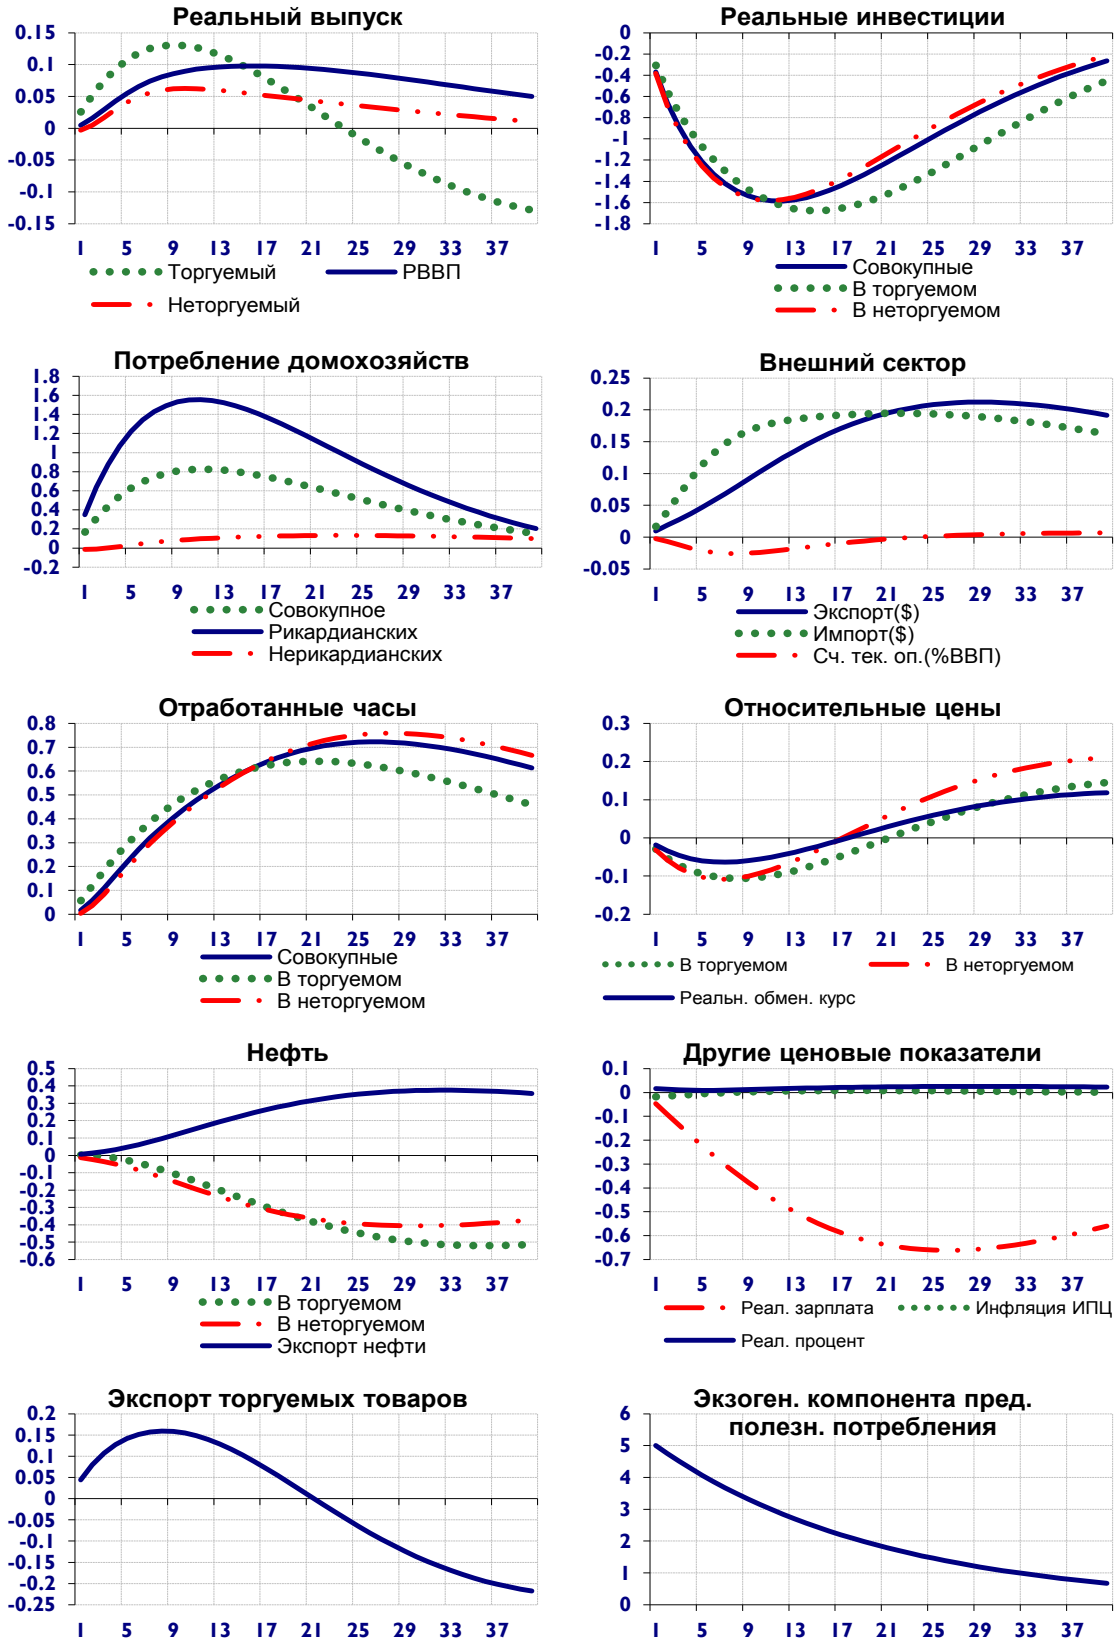 Реальный выпуск
0.15
0.1
0.05
0
-0.05
-0.1
-0.15
1 5 9 13 17 21 25 29 33 37
Торгуемый РВВП
Неторгуемый
Реальные инвестиции
0
-0.2
-0.4
-0.6
-0.8
-1
-1.2
-1.4
-1.6
-1.8
1 5 9 13 17 21 25 29 33 37
Совокупные
В торгуемом
В неторгуемом
Потребление домохозяйств
1.8
1.6
1.4
1.2
1
0.8
0.6
0.4
0.2
0
-0.2
1 5 9 13 17 21 25 29 33 37
Совокупное
Рикардианских
Нерикардианских
Внешний сектор
0.25
0.2
0.15
0.1
0.05
0
-0.05
1 5 9 13 17 21 25 29 33 37
Экспорт($)
Импорт($)
Сч. тек. оп.(%ВВП)
Отработанные часы
0.8
0.7
0.6
0.5
0.4
0.3
0.2
0.1
0
1 5 9 13 17 21 25 29 33 37
Совокупные
В торгуемом
В неторгуемом
Относительные цены
0.3
0.2
0.1
0
-0.1
-0.2
1 5 9 13 17 21 25 29 33 37
В торгуемом В неторгуемом
Реальн. обмен. курс
Нефть
0.5
0.4
0.3
0.2
0.1
0
-0.1
-0.2
-0.3
-0.4
-0.5
-0.6
1 5 9 13 17 21 25 29 33 37
В торгуемом
В неторгуемом
Экспорт нефти
Другие ценовые показатели
0.1
0
-0.1
-0.2
-0.3
-0.4
-0.5
-0.6
-0.7
1 5 9 13 17 21 25 29 33 37
Реал. зарплата Инфляция ИПЦ
Реал. процент
Экспорт торгуемых товаров
0.2
0.15
0.1
0.05
0
-0.05
-0.1
-0.15
-0.2
-0.25
1 5 9 13 17 21 25 29 33 37
Экзоген. компонента пред.
полезн. потребления
6
5
4
3
2
1
0
1 5 9 13 17 21 25 29 33 37